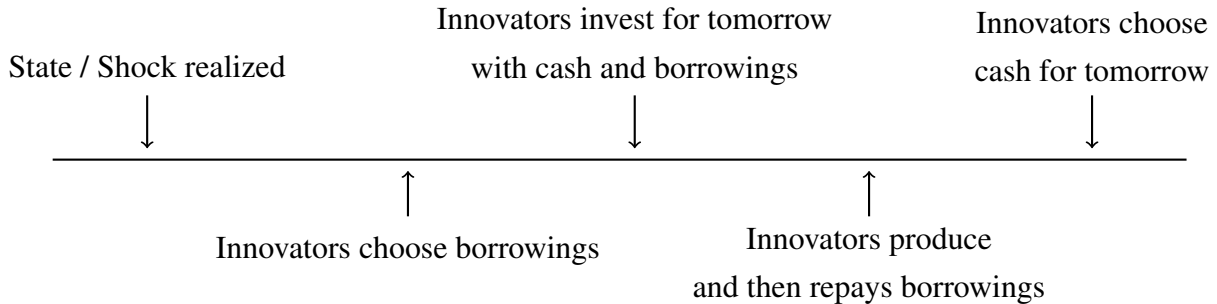 State / Shock realized
Innovators choose borrowings
Innovators invest for tomorrow
with cash and borrowings
Innovators produce
and then repays borrowings
Innovators choose
cash for tomorrow